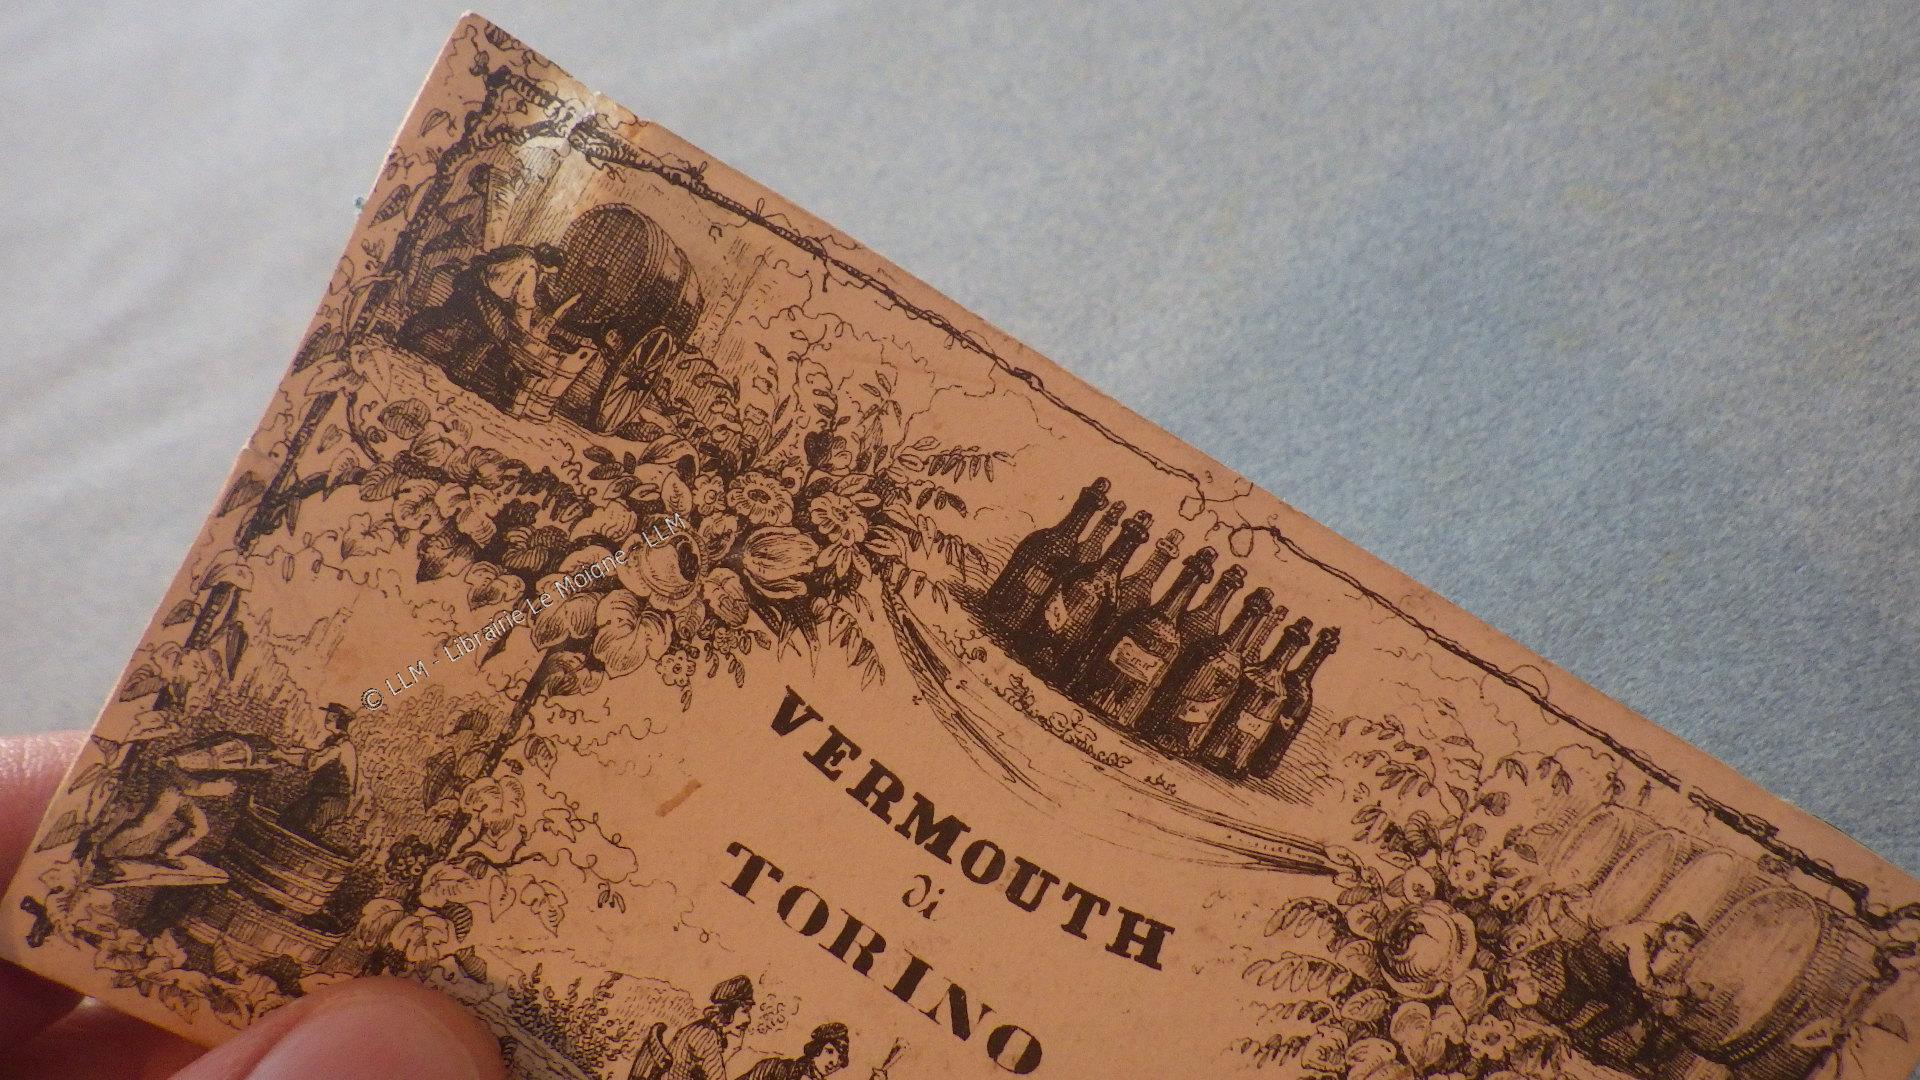 © LLM - Librairie Le Moigne - LLM
VERMOUTH
di
TORINO